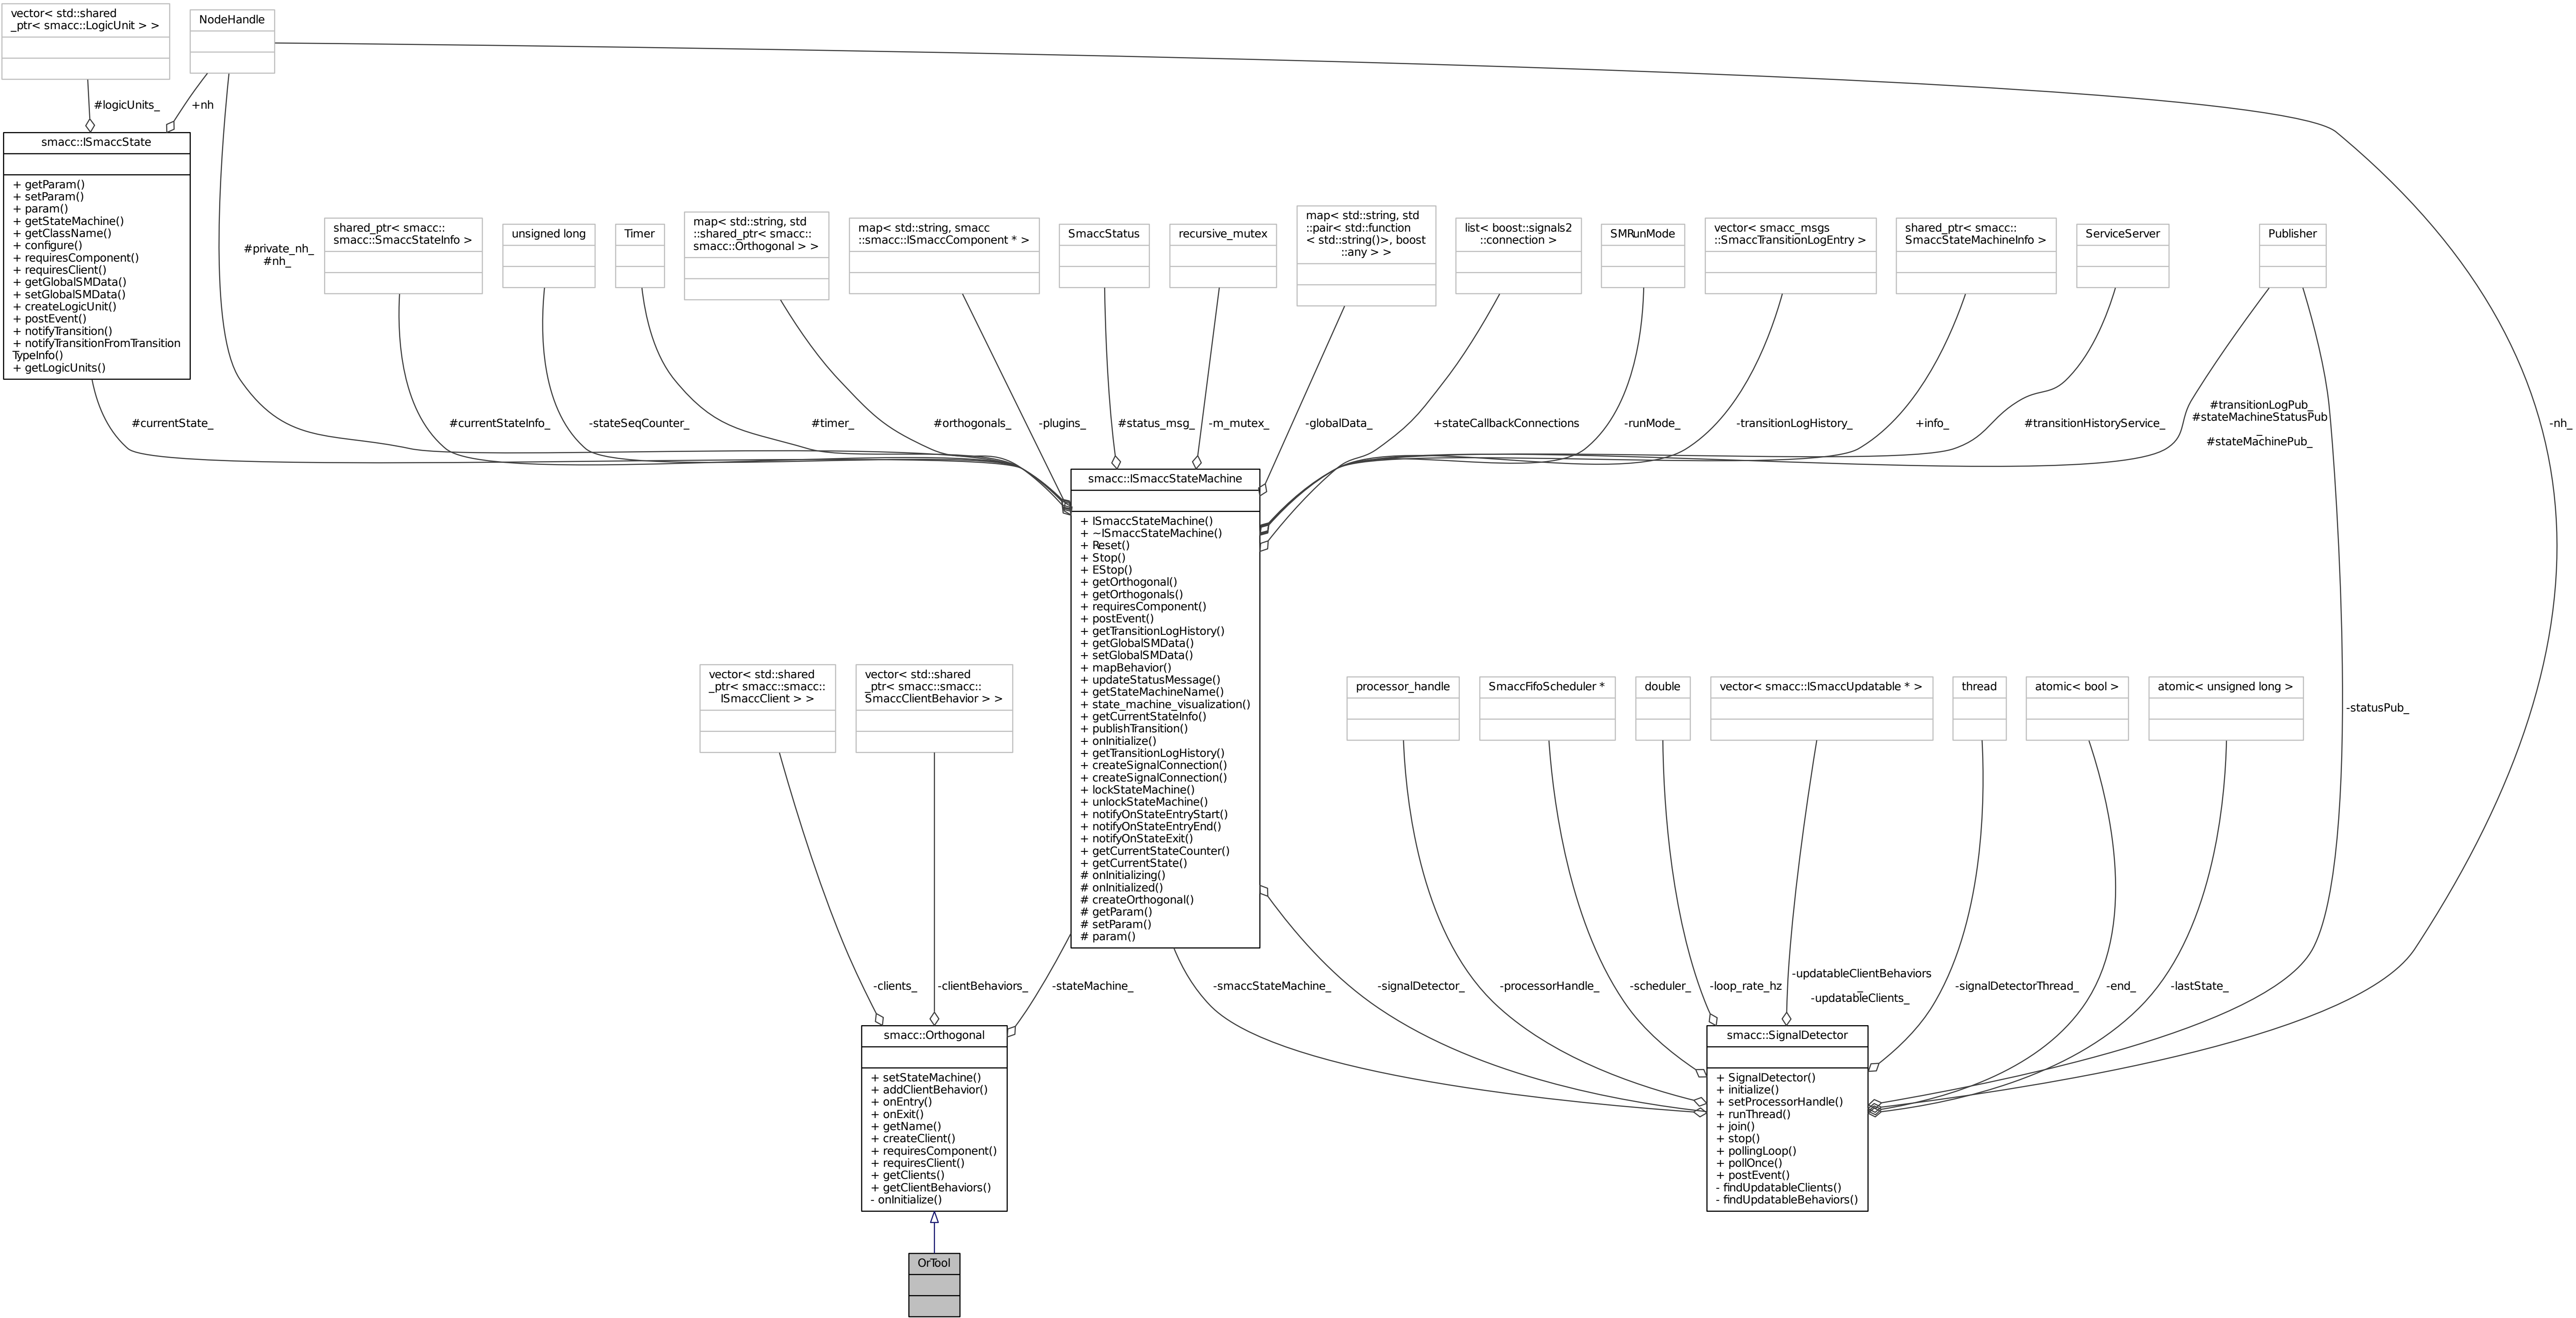 vector< std::shared
_ptr< smacc::LogicUnit > >
NodeHandle
#logicUnits_
+nh
smacc::ISmaccState
+ getParam()
+ setParam()
+ param()
+ getStateMachine()
+ getClassName()
+ configure()
+ requiresComponent()
+ requiresClient()
+ getGlobalSMData()
+ setGlobalSMData()
+ createLogicUnit()
+ postEvent()
+ notifyTransition()
+ notifyTransitionFromTransition
TypeInfo()
+ getLogicUnits()
#private_nh_
#nh_
shared_ptr< smacc::
smacc::SmaccStateInfo >
unsigned long
Timer
map< std::string, std
::shared_ptr< smacc::
smacc::Orthogonal > >
map< std::string, smacc
::smacc::ISmaccComponent * >
SmaccStatus
recursive_mutex
map< std::string, std
::pair< std::function
< std::string()>, boost
::any > >
list< boost::signals2
::connection >
SMRunMode
vector< smacc_msgs
::SmaccTransitionLogEntry >
shared_ptr< smacc::
SmaccStateMachineInfo >
ServiceServer
Publisher
#currentState_
#currentStateInfo_
-stateSeqCounter_
#timer_
#orthogonals_
-plugins_
#status_msg_
-m_mutex_
-globalData_
+stateCallbackConnections
-runMode_
-transitionLogHistory_
+info_
#transitionHistoryService_
#transitionLogPub_
#stateMachineStatusPub
_
#stateMachinePub_
-nh_
smacc::ISmaccStateMachine
+ ISmaccStateMachine()
+ ~ISmaccStateMachine()
+ Reset()
+ Stop()
+ EStop()
+ getOrthogonal()
+ getOrthogonals()
+ requiresComponent()
+ postEvent()
+ getTransitionLogHistory()
+ getGlobalSMData()
+ setGlobalSMData()
+ mapBehavior()
+ updateStatusMessage()
+ getStateMachineName()
+ state_machine_visualization()
+ getCurrentStateInfo()
+ publishTransition()
+ onInitialize()
+ getTransitionLogHistory()
+ createSignalConnection()
+ createSignalConnection()
+ lockStateMachine()
+ unlockStateMachine()
+ notifyOnStateEntryStart()
+ notifyOnStateEntryEnd()
+ notifyOnStateExit()
+ getCurrentStateCounter()
+ getCurrentState()
# onInitializing()
# onInitialized()
# createOrthogonal()
# getParam()
# setParam()
# param()
vector< std::shared
_ptr< smacc::smacc::
ISmaccClient > >
vector< std::shared
_ptr< smacc::smacc::
SmaccClientBehavior > >
processor_handle
SmaccFifoScheduler *
double
vector< smacc::ISmaccUpdatable * >
thread
atomic< bool >
atomic< unsigned long >
-statusPub_
-clients_
-clientBehaviors_
-stateMachine_
-smaccStateMachine_
-signalDetector_
-processorHandle_
-scheduler_
-loop_rate_hz
-updatableClientBehaviors
_
-updatableClients_
-signalDetectorThread_
-end_
-lastState_
smacc::Orthogonal
+ setStateMachine()
+ addClientBehavior()
+ onEntry()
+ onExit()
+ getName()
+ createClient()
+ requiresComponent()
+ requiresClient()
+ getClients()
+ getClientBehaviors()
- onInitialize()
smacc::SignalDetector
+ SignalDetector()
+ initialize()
+ setProcessorHandle()
+ runThread()
+ join()
+ stop()
+ pollingLoop()
+ pollOnce()
+ postEvent()
- findUpdatableClients()
- findUpdatableBehaviors()
OrTool